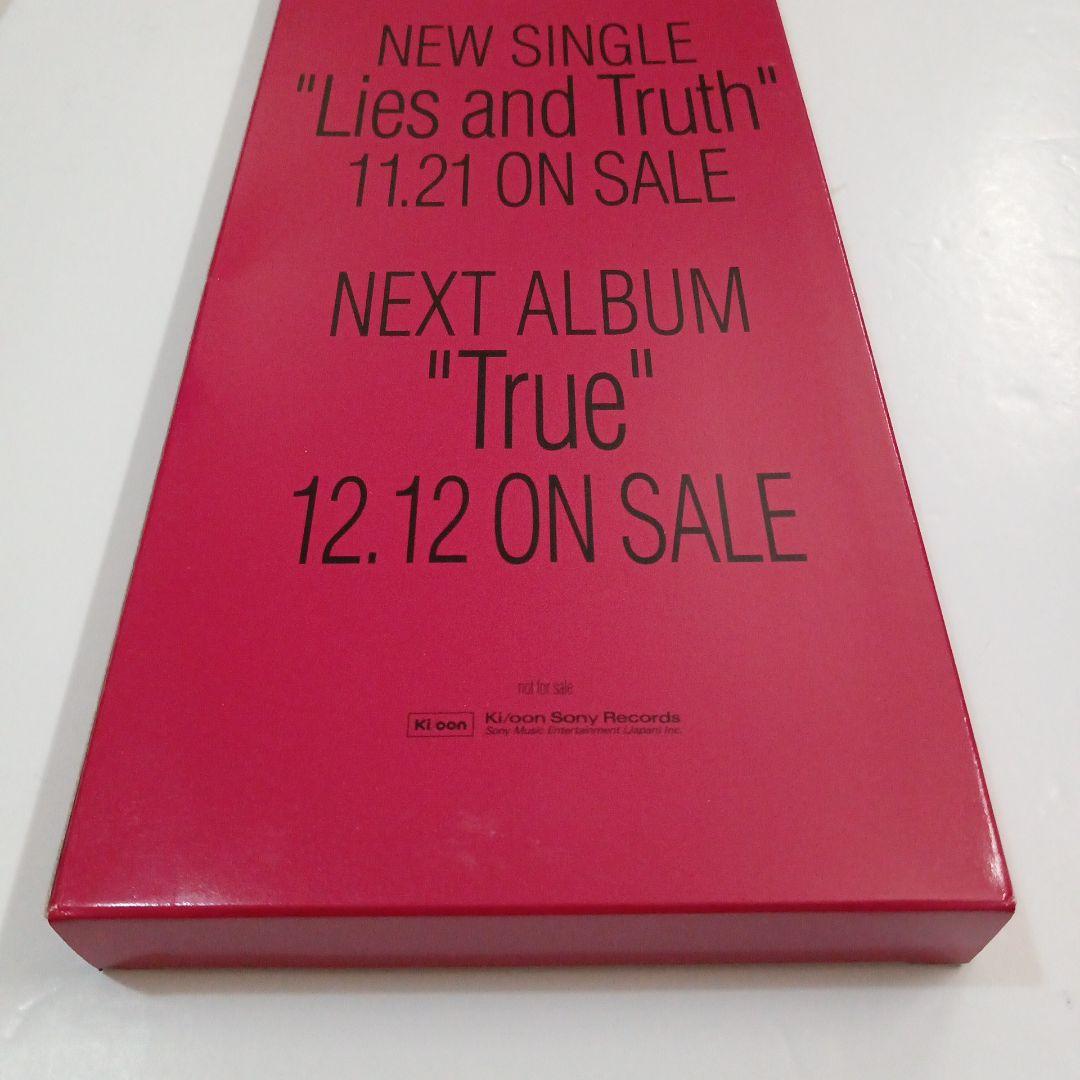 NEW SINGLE
"Lies and Truth"
11.21 ON SALE
NEXT ALBUM
"True"
12.12 ON SALE
not for sale
Ki/oon Ki/oon Sony Records
Sony Music Entertainment (Japan) Inc.